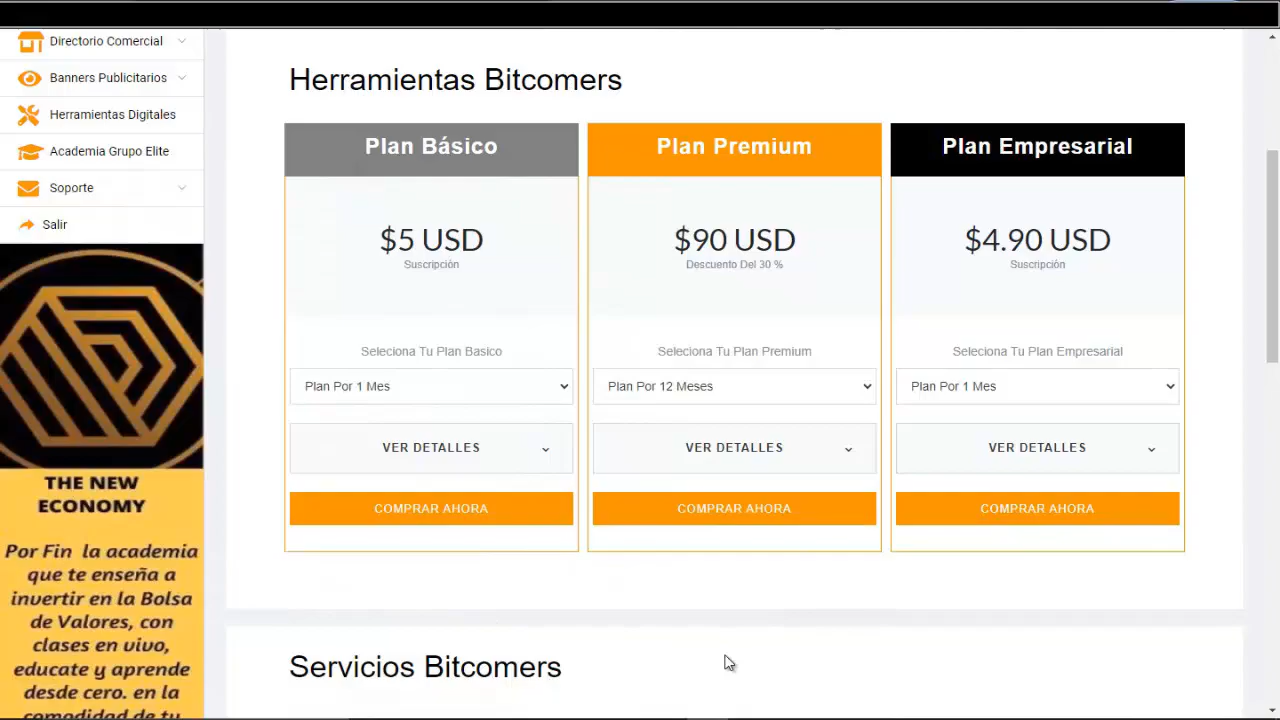 Directorio Comercial
Banners Publicitarios
Herramientas Digitales
Academia Grupo Elite
Soporte
Salir
THE NEW
ECONOMY
Por Fin la academia
que te enseña a
invertir en la Bolsa
de Valores, con
clases en vivo,
educate y aprende
desde cero. en la
comodidad de tu
Herramientas Bitcomers
Plan Básico
$5 USD
Suscripción
Seleciona Tu Plan Basico
Plan Por 1 Mes
VER DETALLES
COMPRAR AHORA
Plan Premium
$90 USD
Descuento Del 30 %
Seleciona Tu Plan Premium
Plan Por 12 Meses
VER DETALLES
COMPRAR AHORA
Plan Empresarial
$4.90 USD
Suscripción
Seleciona Tu Plan Empresarial
Plan Por 1 Mes
VER DETALLES
COMPRAR AHORA
Servicios Bitcomers